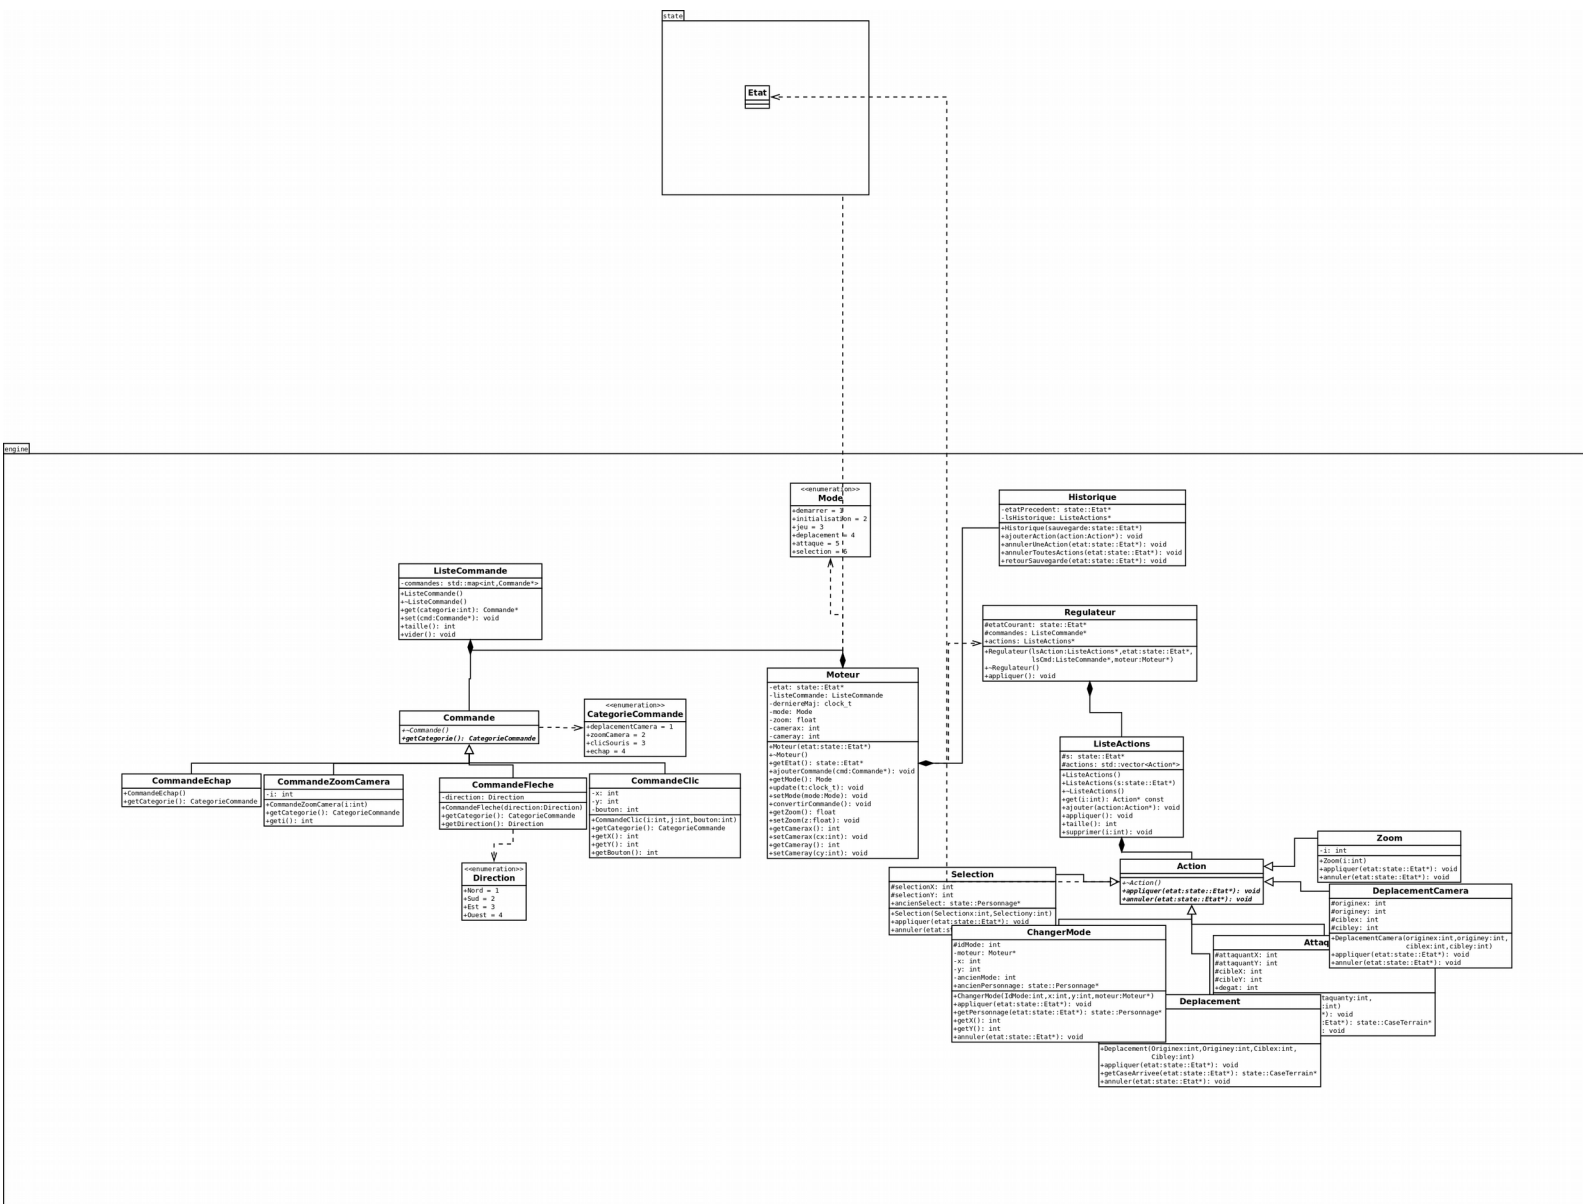 state
Etat
engine
<<enumeration>>
Mode
+demarrer = 1
+initialisation = 2
+jeu = 3
+deplacement = 4
+attaque = 5
+selection = 6
Historique
-etatPrecedent: state::Etat*
-lsHistorique: ListeActions*
+Historique(sauvegarde:state::Etat*)
+ajouterAction(action:Action*): void
+annulerUneAction(etat:state::Etat*): void
+annulerToutesActions(etat:state::Etat*): void
+retourSauvegarde(etat:state::Etat*): void
ListeCommande
-commandes: std::map<int,Commande*>
+ListeCommande()
+~ListeCommande()
+get(categorie:int): Commande*
+set(cmd:Commande*): void
+taille(): int
+vider(): void
Regulateur
#etatCourant: state::Etat*
#commandes: ListeCommande*
+actions: ListeActions*
+Regulateur(lsAction:ListeActions*,etat:state::Etat*,
lsCmd:ListeCommande*,moteur:Moteur*)
+~Regulateur()
+appliquer(): void
Moteur
-etat: state::Etat*
-listeCommande: ListeCommande
-derniereMaj: clock_t
-mode: Mode
-zoom: float
-camerax: int
-cameray: int
+Moteur(etat:state::Etat*)
+~Moteur()
+getEtat(): state::Etat*
+ajouterCommande(cmd:Commande*): void
+getMode(): Mode
+update(t:clock_t): void
+setMode(mode:Mode): void
+convertirCommande(): void
+getZoom(): float
+setZoom(z:float): void
+getCamerax(): int
+setCamerax(cx:int): void
+getCameray(): int
+setCameray(cy:int): void
Commande
+~Commande()
+getCategorie(): CategorieCommande
<<enumeration>>
CategorieCommande
+deplacementCamera = 1
+zoomCamera = 2
+clicSouris = 3
+echap = 4
ListeActions
#s: state::Etat*
#actions: std::vector<Action*>
+ListeActions()
+ListeActions(s:state::Etat*)
+~ListeActions()
+get(i:int): Action* const
+ajouter(action:Action*): void
+appliquer(): void
+taille(): int
+supprimer(i:int): void
CommandeEchap
+CommandeEchap()
+getCategorie(): CategorieCommande
CommandeZoomCamera
-i: int
+CommandeZoomCamera(i:int)
+getCategorie(): CategorieCommande
+geti(): int
CommandeFleche
-direction: Direction
+CommandeFleche(direction:Direction)
+getCategorie(): CategorieCommande
+getDirection(): Direction
CommandeClic
-x: int
-y: int
-bouton: int
+CommandeClic(i:int,j:int,bouton:int)
+getCategorie(): CategorieCommande
+getX(): int
+getY(): int
+getBouton(): int
<<enumeration>>
Direction
+Nord = 1
+Sud = 2
+Est = 3
+Ouest = 4
Zoom
-i: int
+Zoom(i:int)
+appliquer(etat:state::Etat*): void
+annuler(etat:state::Etat*): void
Action
+~Action()
+appliquer(etat:state::Etat*): void
+annuler(etat:state::Etat*): void
Selection
#selectionX: int
#selectionY: int
+ancienSelect: state::Personnage*
+Selection(Selectionx:int,Selectiony:int)
+appliquer(etat:state::Etat*): void
+annuler(etat:st
DeplacementCamera
#originex: int
#originey: int
#ciblex: int
#cibley: int
+DeplacementCamera(originex:int,originey:int,
ciblex:int,cibley:int)
+appliquer(etat:state::Etat*): void
+annuler(etat:state::Etat*): void
ChangerMode
#idMode: int
-moteur: Moteur*
-x: int
-y: int
-ancienMode: int
+ancienPersonnage: state::Personnage*
+ChangerMode(IdMode:int,x:int,y:int,moteur:Moteur*)
+appliquer(etat:state::Etat*): void
+getPersonnage(etat:state::Etat*): state::Personnage*
+getX(): int
+getY(): int
+annuler(etat:state::Etat*): void
Attaq
#attaquantX: int
#attaquantY: int
#cibleX: int
#cibleY: int
+degat: int
taquanty:int,
:int)
*): void
:Etat*): state::CaseTerrain*
: void
Deplacement
+Deplacement(Originex:int,Originey:int,Ciblex:int,
Cibley:int)
+appliquer(etat:state::Etat*): void
+getCaseArrivee(etat:state::Etat*): state::CaseTerrain*
+annuler(etat:state::Etat*): void